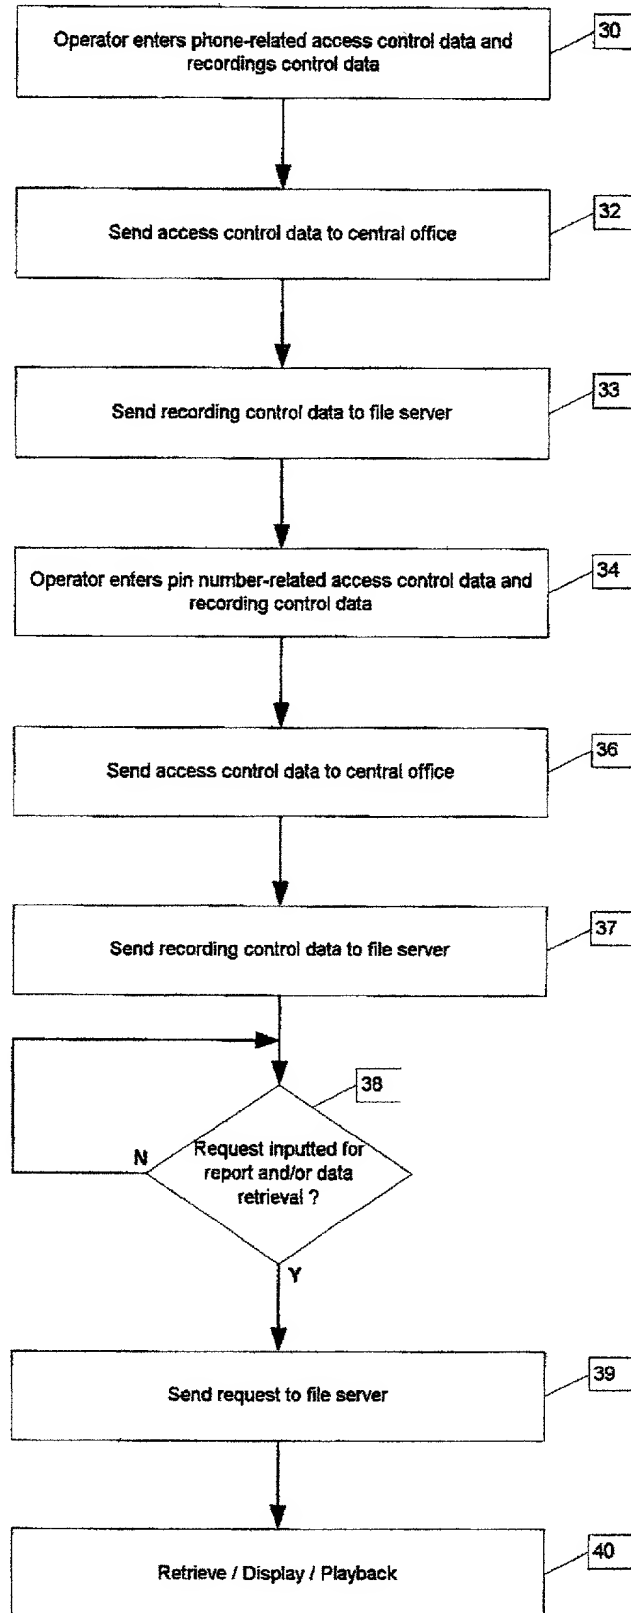 Operator enters phone-related access control data and
recordings control data
30
Send access control data to central office
32
Send recording control data to file server
33
Operator enters pin number-related access control data and
recording control data
34
Send access control data to central office
36
Send recording control data to file server
37
38
Request inputted for
report and/or data
retrieval ?
N
Y
Send request to file server
39
Retrieve / Display / Playback
40